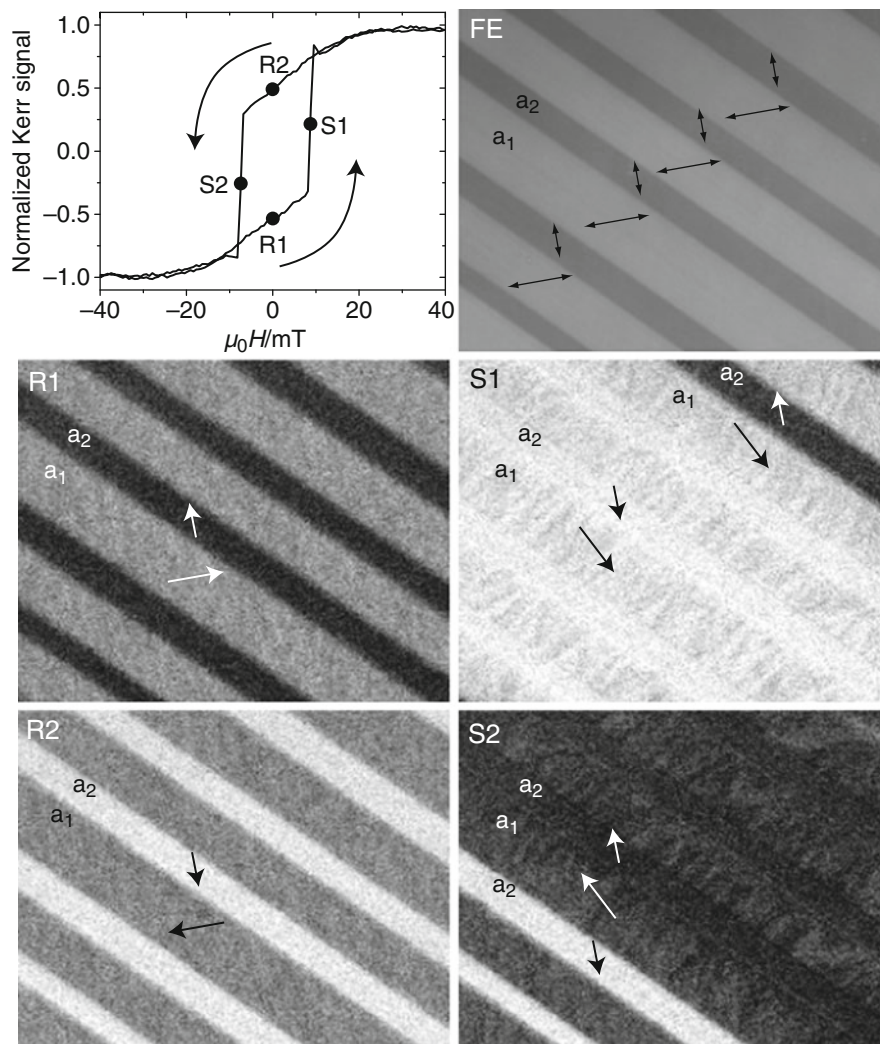 Normalized Kerr signal
1.0
0.5
0.0
−0.5
−1.0
R2
S1
S2
R1
−40
−20
0
20
40
μ₀H/mT
FE
a₂
a₁
R1
a₂
a₁
S1
a₂
a₁
a₂
a₁
R2
a₂
a₁
S2
a₂
a₁
a₂